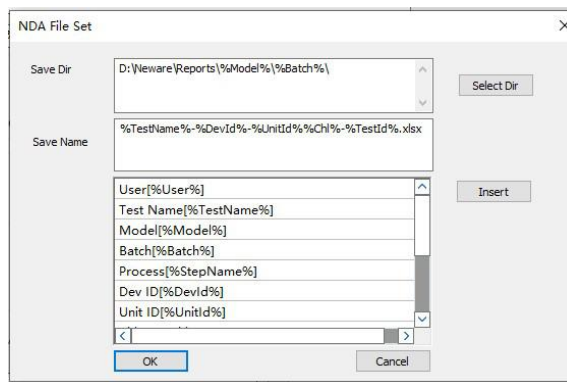 NDA File Set
Save Dir
D:\Neware\Reports\%Model%\%Batch%\
Select Dir
Save Name
%TestName%-%DevId%-%UnitId%%Chl%-%TestId%.xlsx
User[%User%]
Insert
Test Name[%TestName%]
Model[%Model%]
Batch[%Batch%]
Process[%StepName%]
Dev ID[%DevId%]
Unit ID[%UnitId%]
OK
Cancel